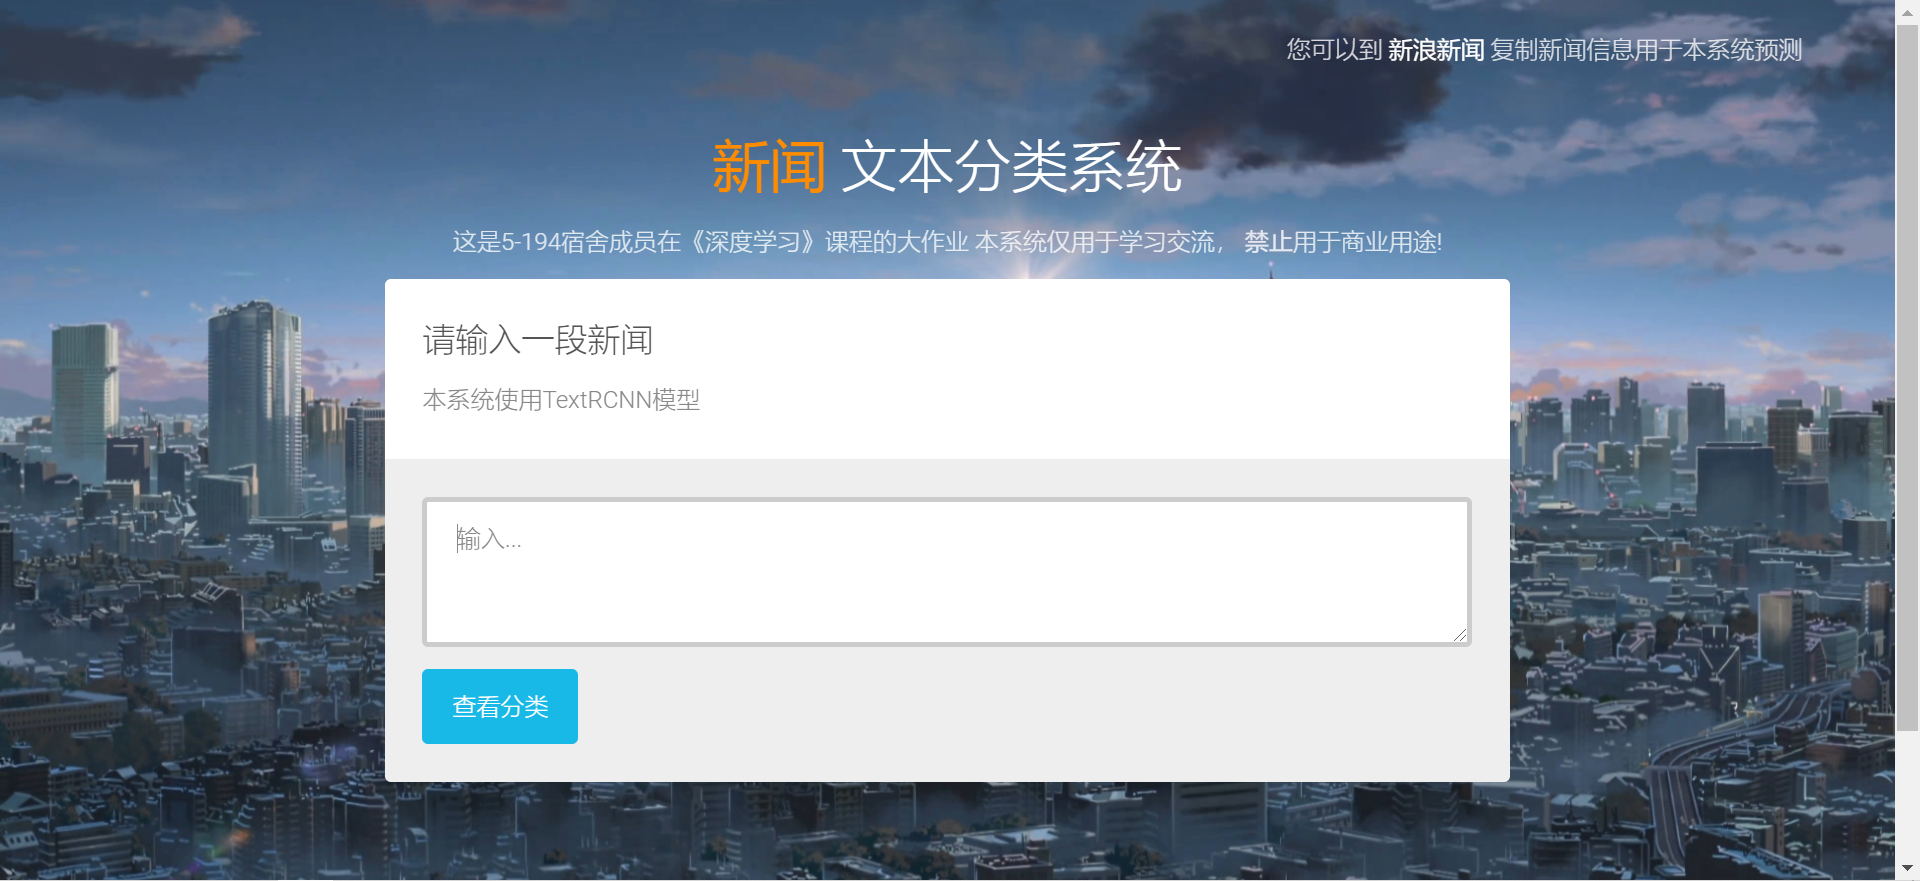 您可以到 新浪新闻 复制新闻信息用于本系统预测
新闻 文本分类系统
这是5-194宿舍成员在《深度学习》课程的大作业 本系统仅用于学习交流， 禁止用于商业用途!
请输入一段新闻
本系统使用TextRCNN模型
输入...
查看分类